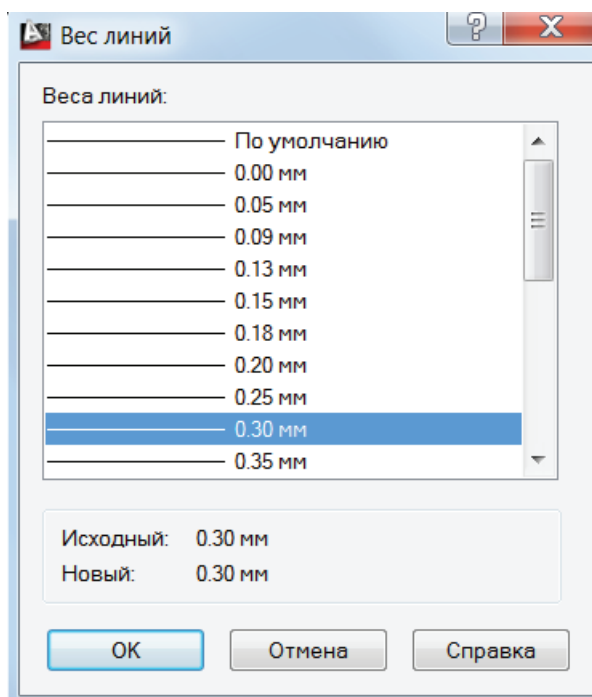 Вес линий
Веса линий:
По умолчанию
0.00 мм
0.05 мм
0.09 мм
0.13 мм
0.15 мм
0.18 мм
0.20 мм
0.25 мм
0.30 мм
0.35 мм
Исходный: 0.30 мм
Новый: 0.30 мм
ОК Отмена Справка